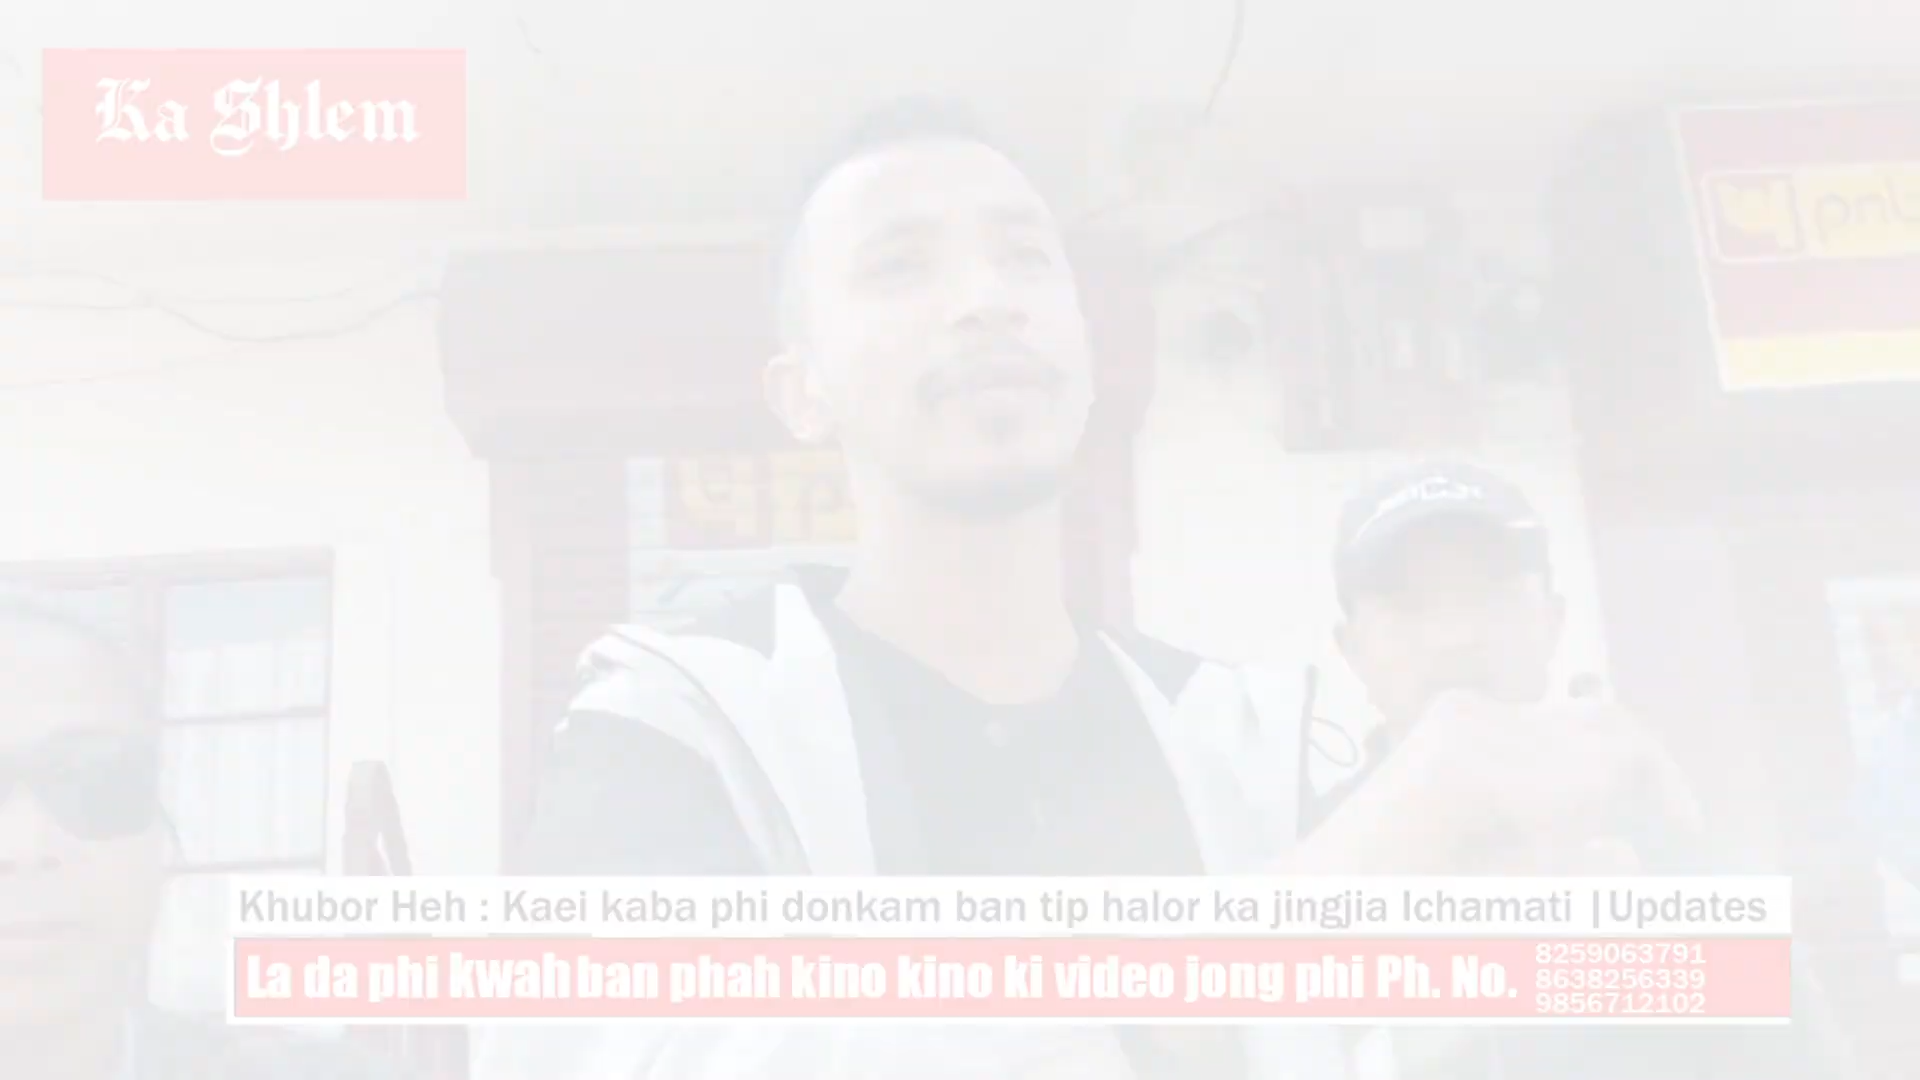 Ka Shlem
pnb
Khubor Heh : Kaei kaba phi donkam ban tip halor ka jingjia Ichamati |Updates
La da phi kwah ban phah kino kino ki video jong phi Ph. No.
8259063791
8638256339
9856712102